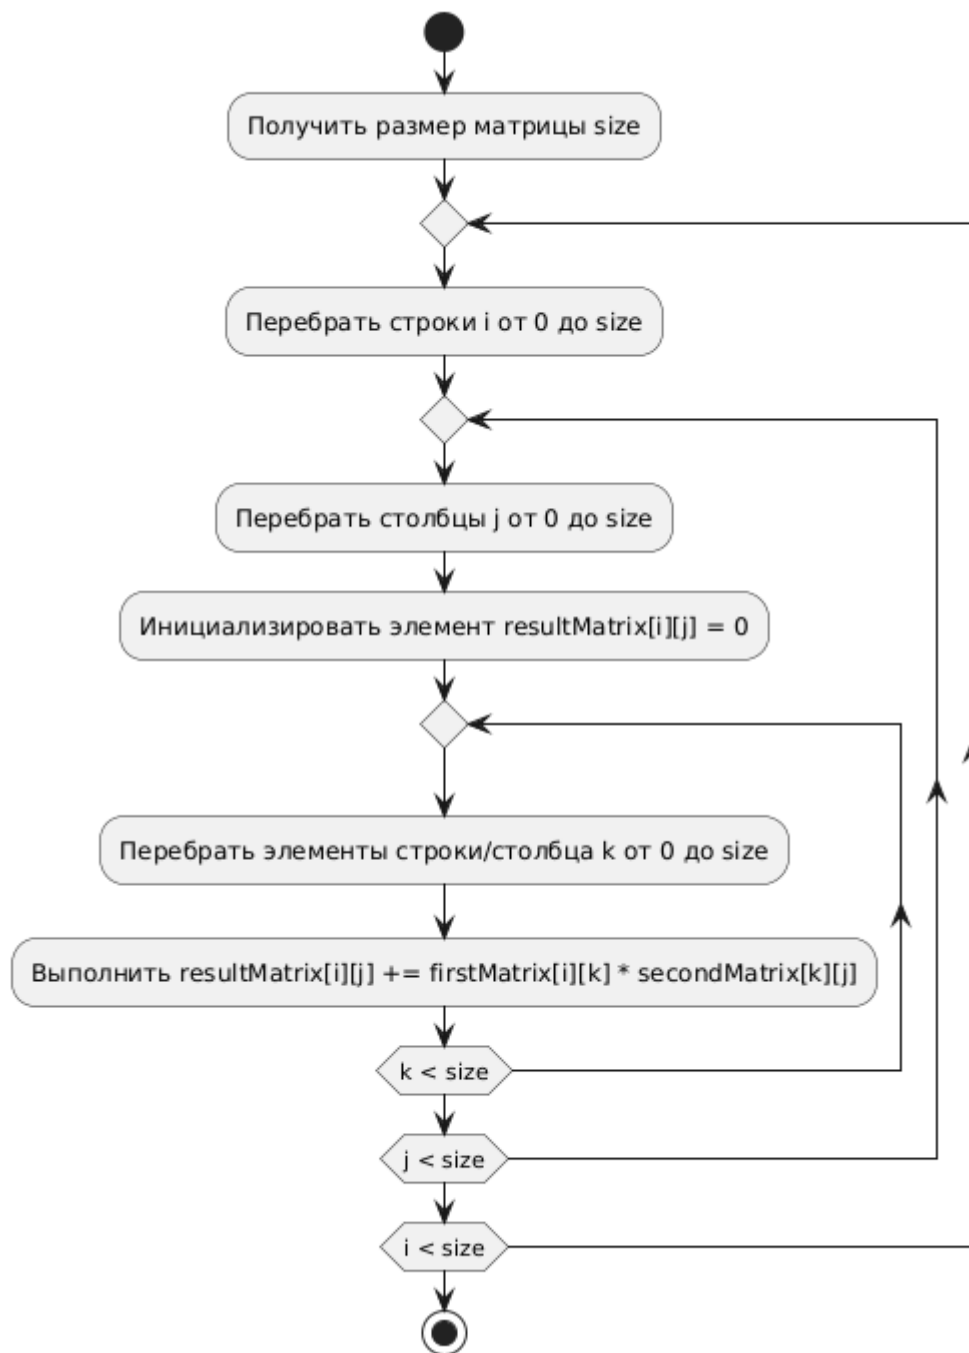 Получить размер матрицы size
Перебрать строки i от 0 до size
Перебрать столбцы j от 0 до size
Инициализировать элемент resultMatrix[i][j] = 0
Перебрать элементы строки/столбца k от 0 до size
Выполнить resultMatrix[i][j] += firstMatrix[i][k] * secondMatrix[k][j]
k < size
j < size
i < size